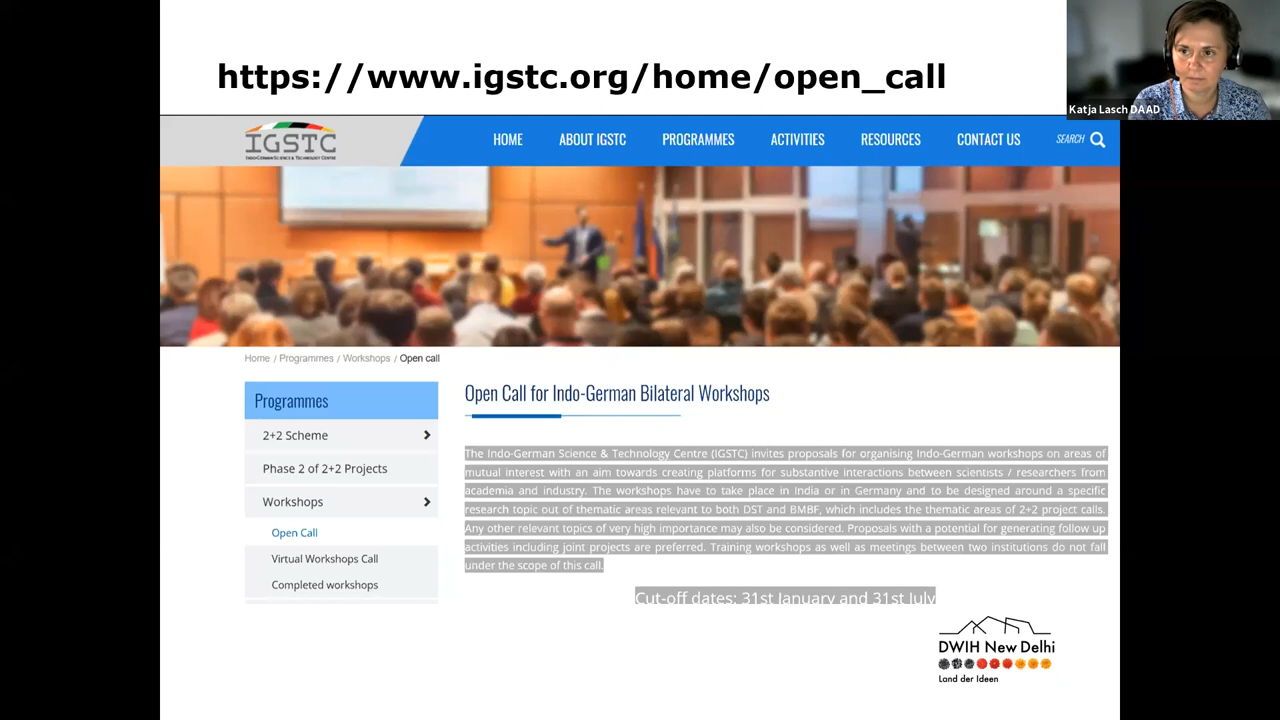 https://www.igstc.org/home/open_call
Katja Lasch DAAD
IGSTC
INDO-GERMAN SCIENCE & TECHNOLOGY CENTRE
HOME ABOUT IGSTC PROGRAMMES ACTIVITIES RESOURCES CONTACT US SEARCH
Home / Programmes / Workshops / Open call
Programmes
2+2 Scheme
Phase 2 of 2+2 Projects
Workshops
Open Call
Virtual Workshops Call
Completed workshops
Open Call for Indo-German Bilateral Workshops
The Indo-German Science & Technology Centre (IGSTC) invites proposals for organising Indo-German workshops on areas of
mutual interest with an aim towards creating platforms for substantive interactions between scientists / researchers from
academia and industry. The workshops have to take place in India or in Germany and to be designed around a specific
research topic out of thematic areas relevant to both DST and BMBF, which includes the thematic areas of 2+2 project calls.
Any other relevant topics of very high importance may also be considered. Proposals with a potential for generating follow up
activities including joint projects are preferred. Training workshops as well as meetings between two institutions do not fall
under the scope of this call.
Cut-off dates: 31st January and 31st July
DWIH New Delhi
Land der Ideen